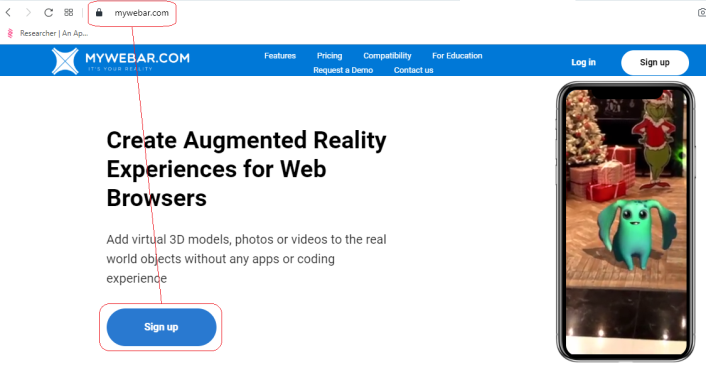 mywebar.com
Researcher | An Ap...
MYWEBAR.COM
IT'S YOUR REALITY
Features Pricing Compatibility For Education
Request a Demo Contact us
Log in
Sign up
Create Augmented Reality
Experiences for Web
Browsers
Add virtual 3D models, photos or videos to the real
world objects without any apps or coding
experience
Sign up